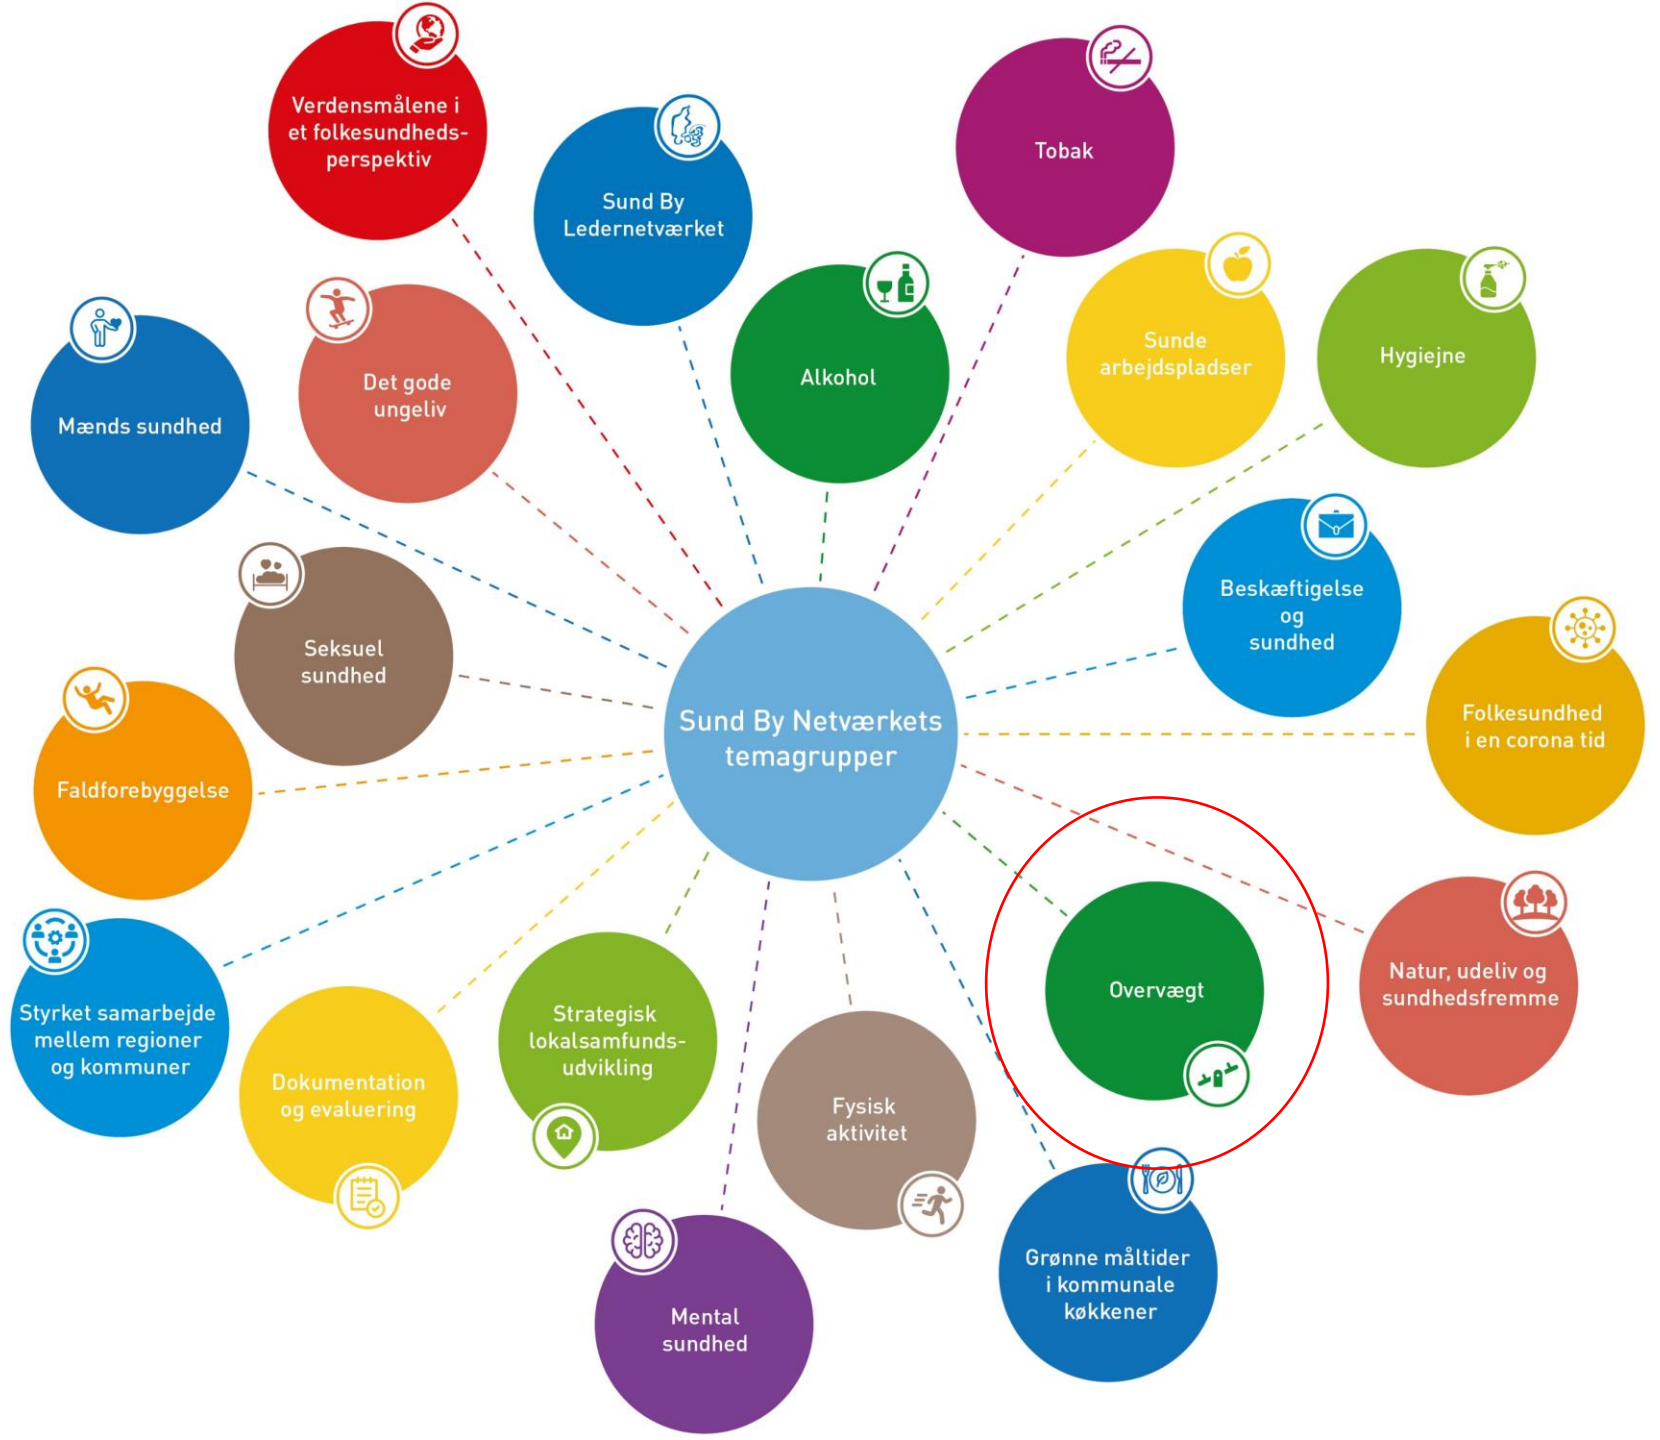 Verdensmålene i
et folkesundheds-
perspektiv
Sund By
Ledernetværket
Tobak
Alkohol
Sunde
arbejdspladser
Hygiejne
Det gode
ungeliv
Mænds sundhed
Seksuel
sundhed
Beskæftigelse
og
sundhed
Folkesundhed
i en corona tid
Sund By Netværkets
temagrupper
Faldforebyggelse
Overvægt
Natur, udeliv og
sundhedsfremme
Styrket samarbejde
mellem regioner
og kommuner
Dokumentation
og evaluering
Strategisk
lokalsamfunds-
udvikling
Fysisk
aktivitet
Grønne måltider
i kommunale
køkkener
Mental
sundhed